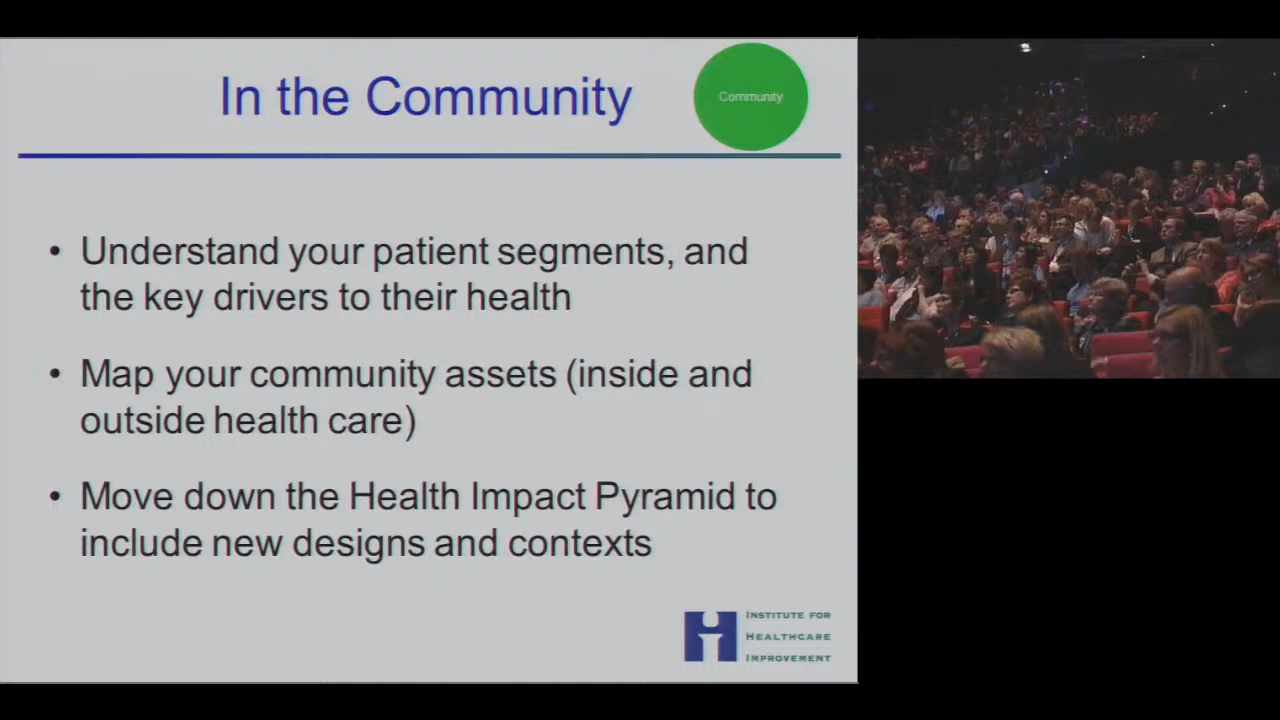 In the Community
Community
• Understand your patient segments, and
the key drivers to their health
• Map your community assets (inside and
outside health care)
• Move down the Health Impact Pyramid to
include new designs and contexts
INSTITUTE FOR
HEALTHCARE
IMPROVEMENT